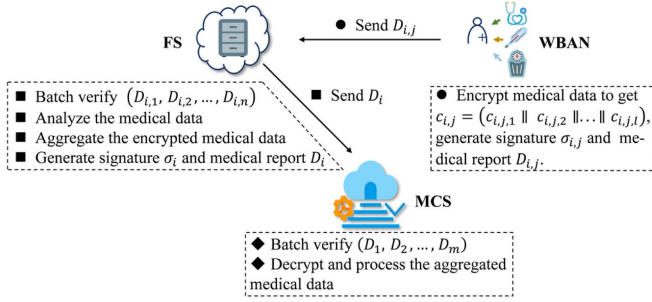 FS
● Send D_{i,j}
WBAN
■ Batch verify (D_{i,1}, D_{i,2}, ..., D_{i,n})
■ Analyze the medical data
■ Aggregate the encrypted medical data
■ Generate signature σ_i and medical report D_i
■ Send D_i
● Encrypt medical data to get
c_{i,j} = (c_{i,j,1} ∥ c_{i,j,2} ∥...∥ c_{i,j,l}),
generate signature σ_{i,j} and me-
dical report D_{i,j}.
MCS
◆ Batch verify (D_1, D_2, ..., D_m)
◆ Decrypt and process the aggregated
medical data